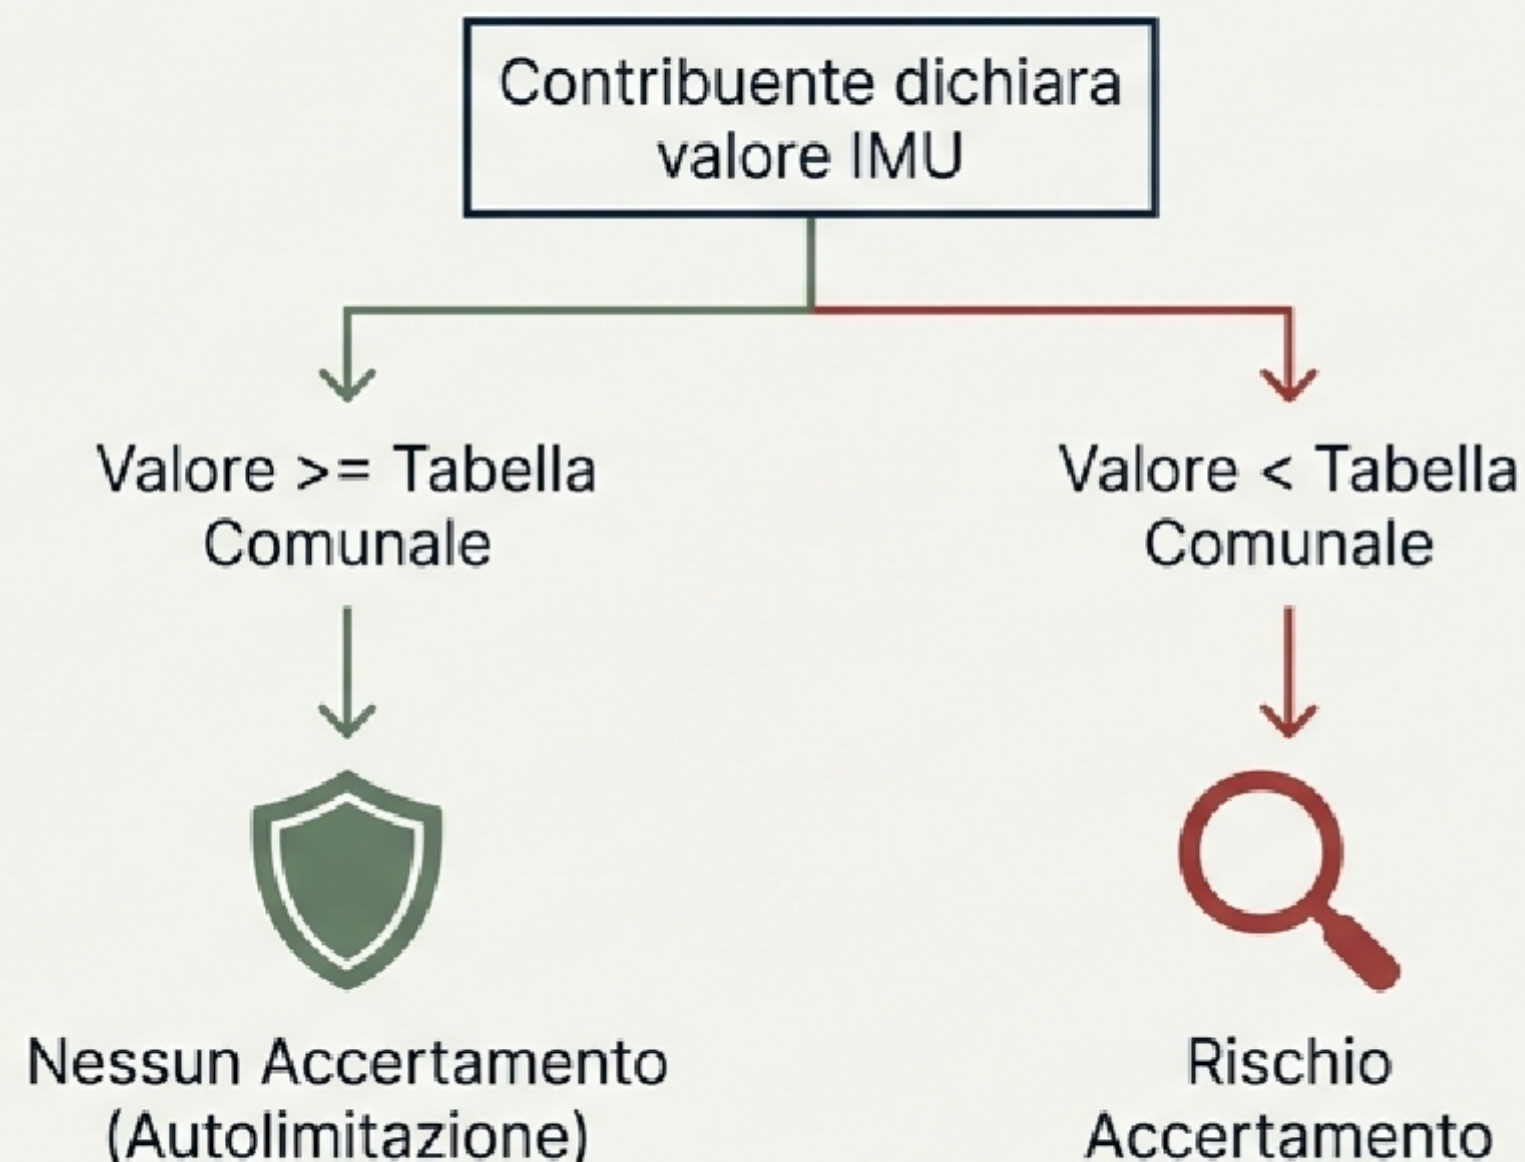 Contribuente dichiara
valore IMU
Valore >= Tabella
Comunale
Valore < Tabella
Comunale
Nessun Accertamento
(Autolimitazione)
Rischio
Accertamento